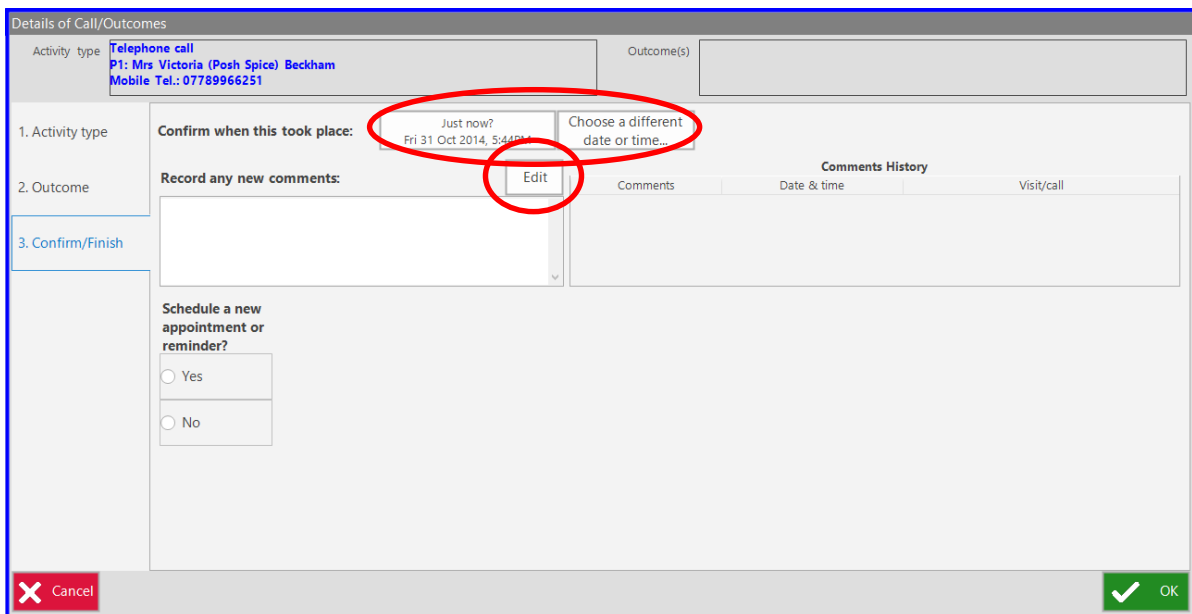 Details of Call/Outcomes
Activity type
Telephone call
P1: Mrs Victoria (Posh Spice) Beckham
Mobile Tel.: 07789966251
Outcome(s)
1. Activity type
2. Outcome
3. Confirm/Finish
Confirm when this took place:
Just now?
Fri 31 Oct 2014, 5:44PM
Choose a different
date or time...
Record any new comments:
Edit
Comments History
Comments
Date & time
Visit/call
Schedule a new
appointment or
reminder?
Yes
No
Cancel
OK